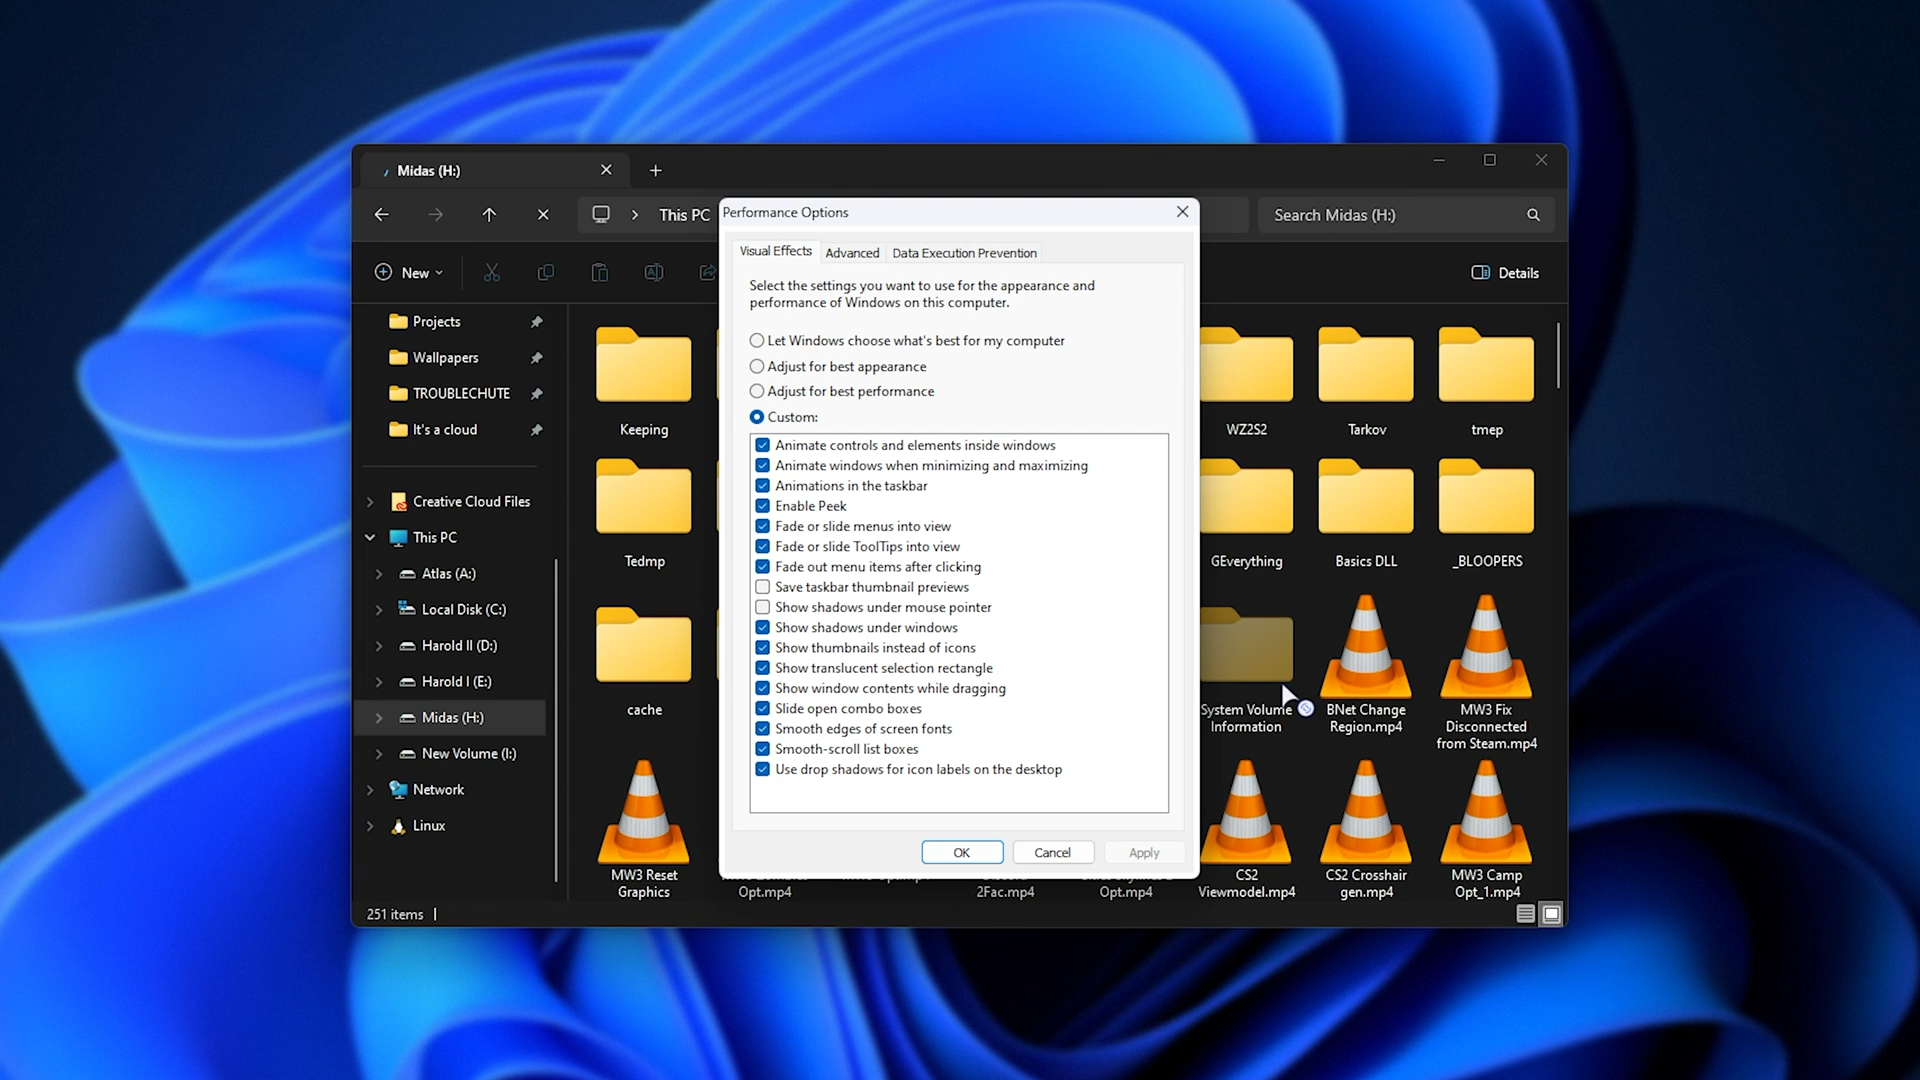 Midas (H:)
This PC
Search Midas (H:)
New
Details
Projects
Wallpapers
TROUBLECHUTE
It's a cloud
Creative Cloud Files
This PC
Atlas (A:)
Local Disk (C:)
Harold II (D:)
Harold I (E:)
Midas (H:)
New Volume (I:)
Network
Linux
251 items
Performance Options
Visual Effects
Advanced
Data Execution Prevention
Select the settings you want to use for the appearance and
performance of Windows on this computer.
Let Windows choose what's best for my computer
Adjust for best appearance
Adjust for best performance
Custom:
Animate controls and elements inside windows
Animate windows when minimizing and maximizing
Animations in the taskbar
Enable Peek
Fade or slide menus into view
Fade or slide ToolTips into view
Fade out menu items after clicking
Save taskbar thumbnail previews
Show shadows under mouse pointer
Show shadows under windows
Show thumbnails instead of icons
Show translucent selection rectangle
Show window contents while dragging
Slide open combo boxes
Smooth edges of screen fonts
Smooth-scroll list boxes
Use drop shadows for icon labels on the desktop
OK
Cancel
Apply
Keeping
WZ2S2
Tarkov
tmep
Tedmp
GEverything
Basics DLL
_BLOOPERS
cache
System Volume
Information
BNet Change
Region.mp4
MW3 Fix
Disconnected
from Steam.mp4
MW3 Reset
Graphics
Opt.mp4
2Fac.mp4
Opt.mp4
CS2
Viewmodel.mp4
CS2 Crosshair
gen.mp4
MW3 Camp
Opt_1.mp4